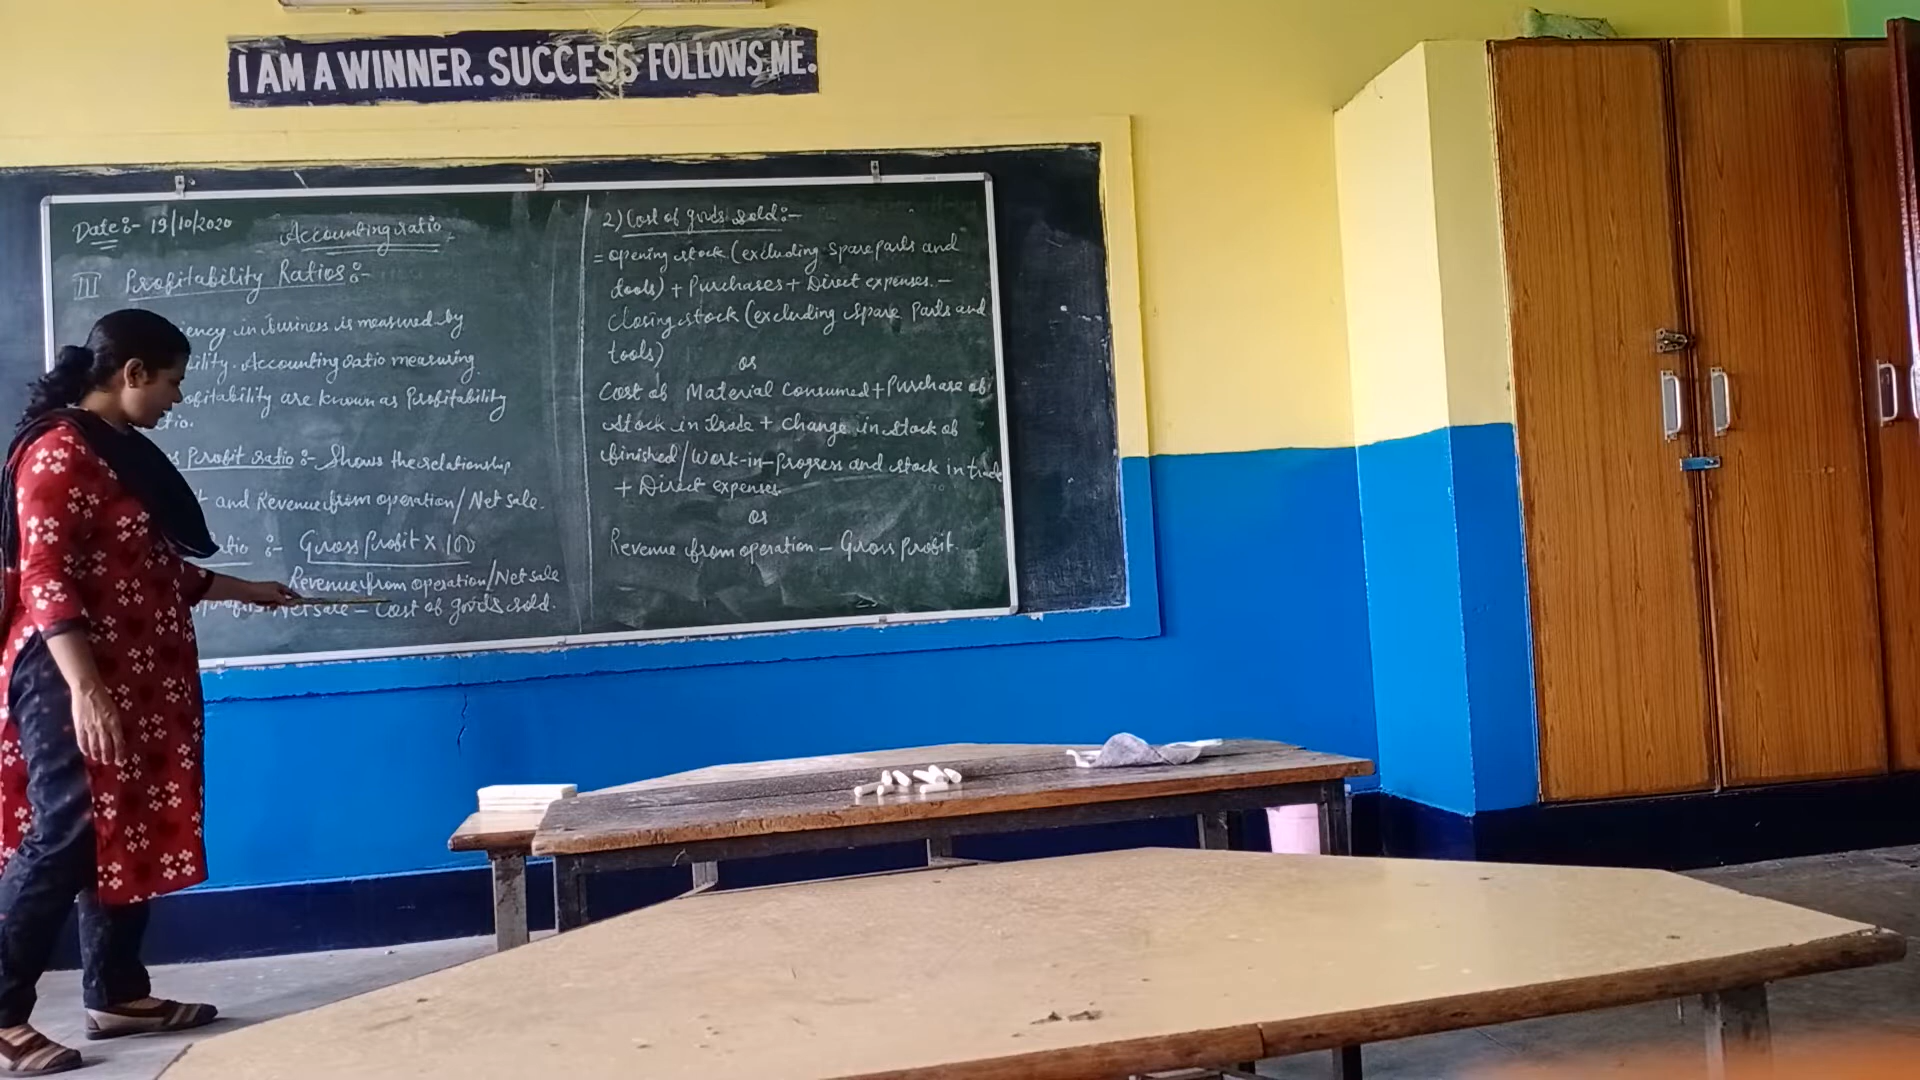 I AM A WINNER. SUCCESS FOLLOWS ME.
Date :- 19/10/2020
Accounting ratio
III Profitability Ratios :-
iency in business is measured by
ility. Accounting ratio measuring
ofitability are known as Profitability
tio.
s Profit ratio :- Shows the relationship
t and Revenue from operation/Net sale.
atio :- Gross Profit X 100
Revenue from operation/Net sale
Net sale - Cost of goods sold.
2) Cost of goods sold :-
= opening stock (excluding spare parts and
tools) + Purchases + Direct expenses. -
closing stock (excluding spare parts and
tools)
or
Cost of Material Consumed + Purchase of
stock in trade + change in stock of
finished/work-in-progress and stock in trade
+ Direct expenses.
or
Revenue from operation - Gross profit.